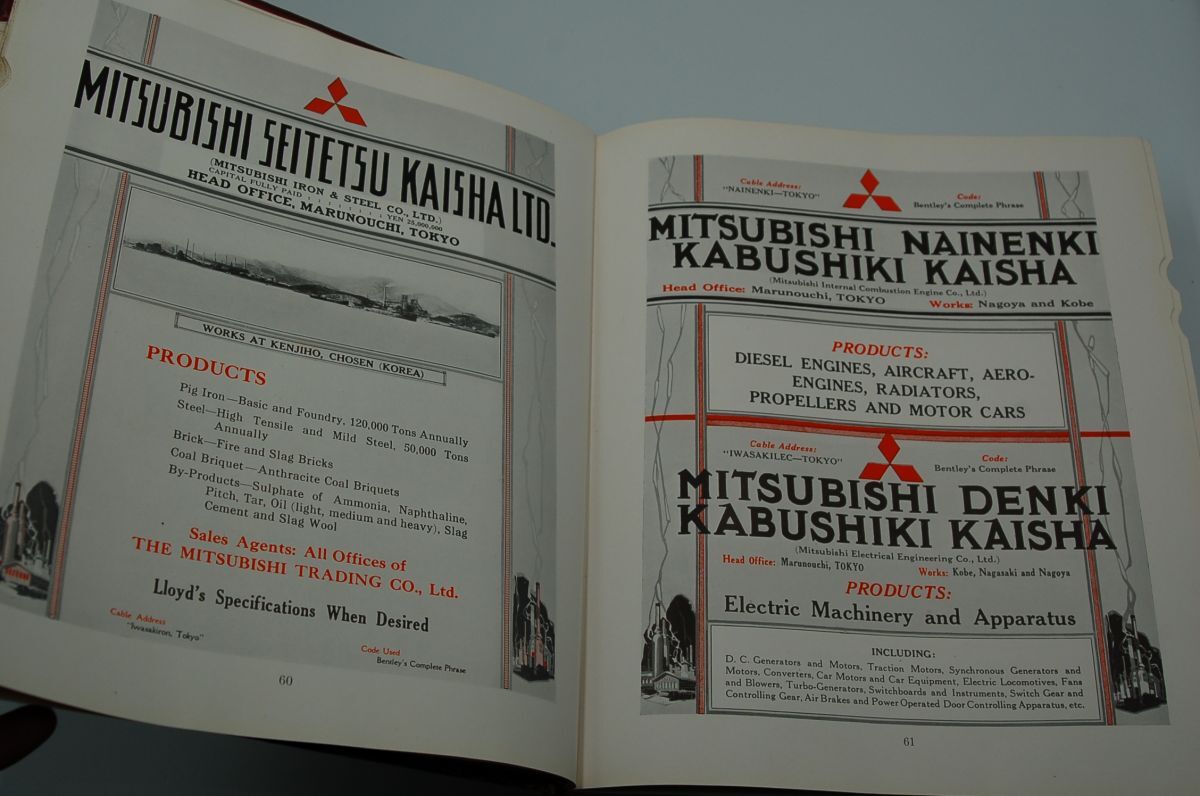 MITSUBISHI SEITETSU KAISHA LTD.
(MITSUBISHI IRON & STEEL CO., LTD.)
CAPITAL FULLY PAID . . . . . . . . YEN 25,000,000
HEAD OFFICE, MARUNOUCHI, TOKYO
WORKS AT KENJIHO, CHOSEN (KOREA)
PRODUCTS
Pig Iron—Basic and Foundry, 120,000 Tons Annually
Steel—High Tensile and Mild Steel, 50,000 Tons
Annually
Brick—Fire and Slag Bricks
Coal Briquet—Anthracite Coal Briquets
By-Products—Sulphate of Ammonia, Naphthaline,
Pitch, Tar, Oil (light, medium and heavy), Slag
Cement and Slag Wool
Sales Agents: All Offices of
THE MITSUBISHI TRADING CO., Ltd.
Lloyd's Specifications When Desired
Cable Address
"Iwasakiron, Tokyo"
Code Used
Bentley's Complete Phrase
60
Cable Address:
"NAINENKI—TOKYO"
Code:
Bentley's Complete Phrase
MITSUBISHI NAINENKI
KABUSHIKI KAISHA
(Mitsubishi Internal Combustion Engine Co., Ltd.)
Head Office: Marunouchi, TOKYO Works: Nagoya and Kobe
PRODUCTS:
DIESEL ENGINES, AIRCRAFT, AERO-
ENGINES, RADIATORS,
PROPELLERS AND MOTOR CARS
Cable Address:
"IWASAKILEC—TOKYO"
Code:
Bentley's Complete Phrase
MITSUBISHI DENKI
KABUSHIKI KAISHA
(Mitsubishi Electrical Engineering Co., Ltd.)
Head Office: Marunouchi, TOKYO Works: Kobe, Nagasaki and Nagoya
PRODUCTS:
Electric Machinery and Apparatus
INCLUDING:
D. C. Generators and Motors, Traction Motors, Synchronous Generators and
Motors, Converters, Car Motors and Car Equipment, Electric Locomotives, Fans
and Blowers, Turbo-Generators, Switchboards and Instruments, Switch Gear and
Controlling Gear, Air Brakes and Power Operated Door Controlling Apparatus, etc.
61